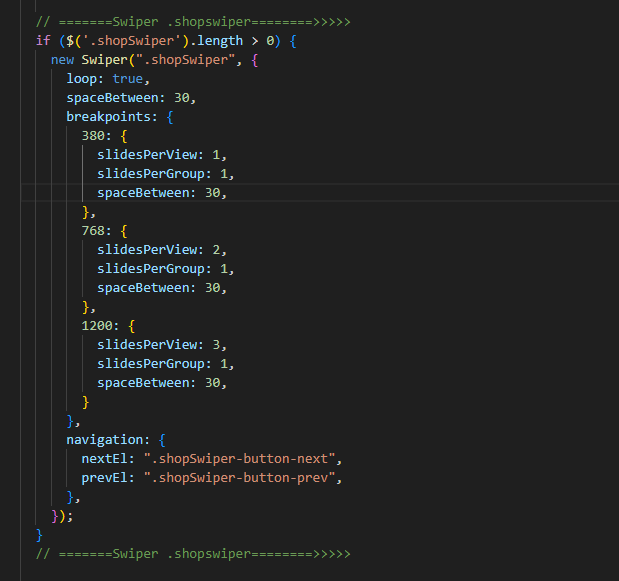 // =======Swiper .shopswiper========>>>>>
if ($('.shopSwiper').length > 0) {
new Swiper(".shopSwiper", {
loop: true,
spaceBetween: 30,
breakpoints: {
380: {
slidesPerView: 1,
slidesPerGroup: 1,
spaceBetween: 30,
},
768: {
slidesPerView: 2,
slidesPerGroup: 1,
spaceBetween: 30,
},
1200: {
slidesPerView: 3,
slidesPerGroup: 1,
spaceBetween: 30,
}
},
navigation: {
nextEl: ".shopSwiper-button-next",
prevEl: ".shopSwiper-button-prev",
},
});
}
// =======Swiper .shopswiper========>>>>>